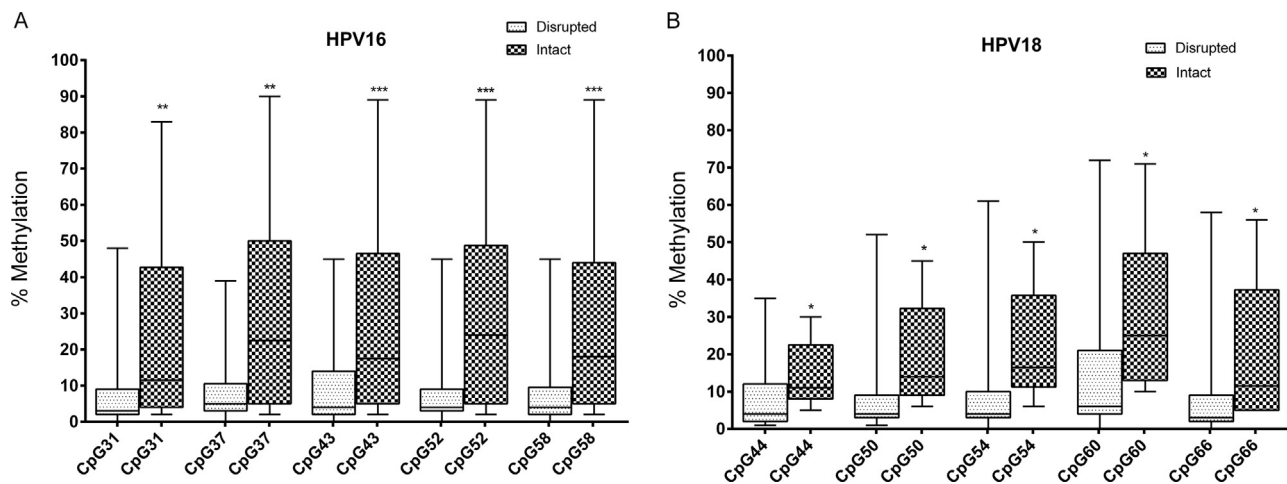 A
HPV16
Disrupted
Intact
% Methylation
100
90
80
70
60
50
40
30
20
10
0
**
**
***
***
***
CpG31
CpG31
CpG37
CpG37
CpG43
CpG43
CpG52
CpG52
CpG58
CpG58
B
HPV18
Disrupted
Intact
% Methylation
100
90
80
70
60
50
40
30
20
10
0
*
*
*
*
*
CpG44
CpG44
CpG50
CpG50
CpG54
CpG54
CpG60
CpG60
CpG66
CpG66